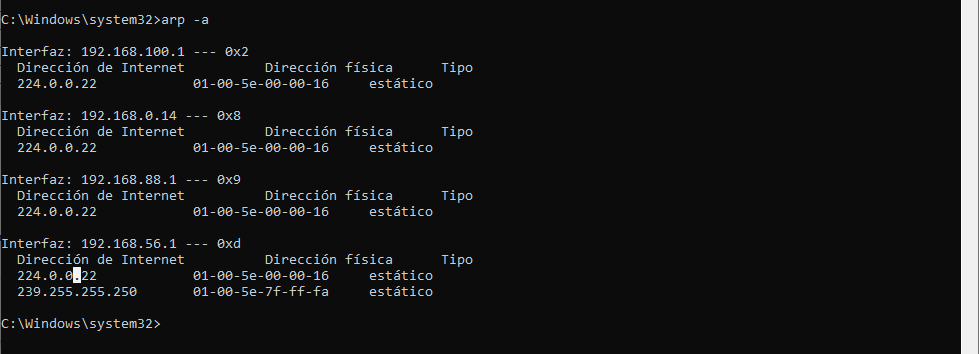 C:\Windows\system32>arp -a
Interfaz: 192.168.100.1 --- 0x2
Dirección de Internet Dirección física Tipo
224.0.0.22 01-00-5e-00-00-16 estático
Interfaz: 192.168.0.14 --- 0x8
Dirección de Internet Dirección física Tipo
224.0.0.22 01-00-5e-00-00-16 estático
Interfaz: 192.168.88.1 --- 0x9
Dirección de Internet Dirección física Tipo
224.0.0.22 01-00-5e-00-00-16 estático
Interfaz: 192.168.56.1 --- 0xd
Dirección de Internet Dirección física Tipo
224.0.0.22 01-00-5e-00-00-16 estático
239.255.255.250 01-00-5e-7f-ff-fa estático
C:\Windows\system32>